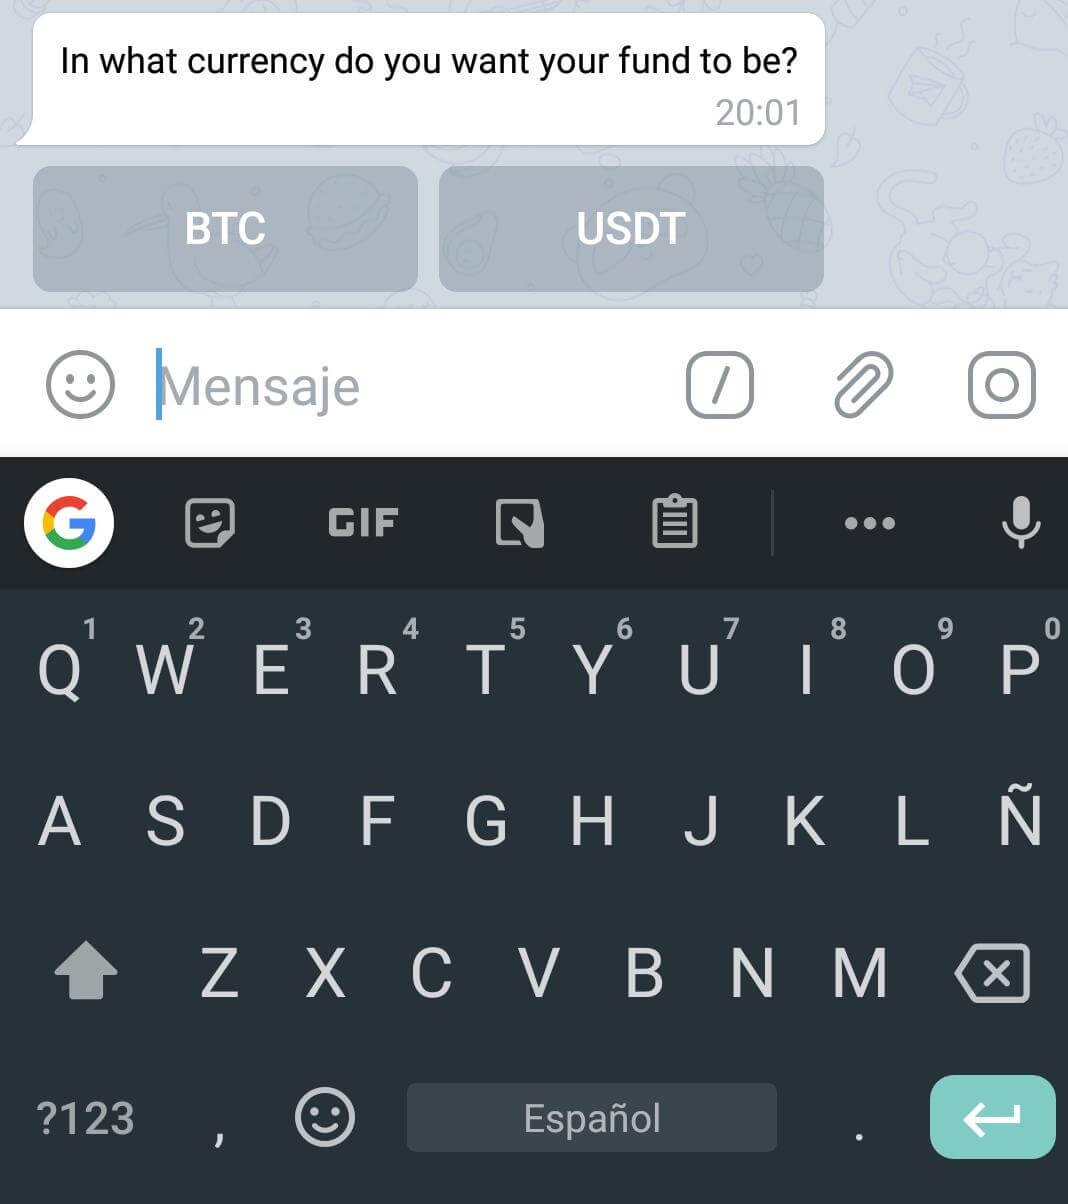 In what currency do you want your fund to be?
20:01
BTC USDT
Mensaje
GIF
1 2 3 4 5 6 7 8 9 0
Q W E R T Y U I O P
A S D F G H J K L Ñ
Z X C V B N M
?123 , Español .